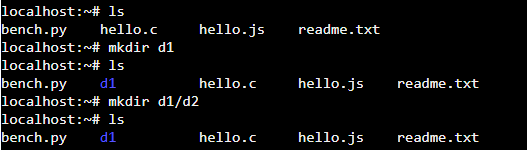 localhost:~# ls
bench.py    hello.c     hello.js    readme.txt
localhost:~# mkdir d1
localhost:~# ls
bench.py    d1          hello.c     hello.js    readme.txt
localhost:~# mkdir d1/d2
localhost:~# ls
bench.py    d1          hello.c     hello.js    readme.txt